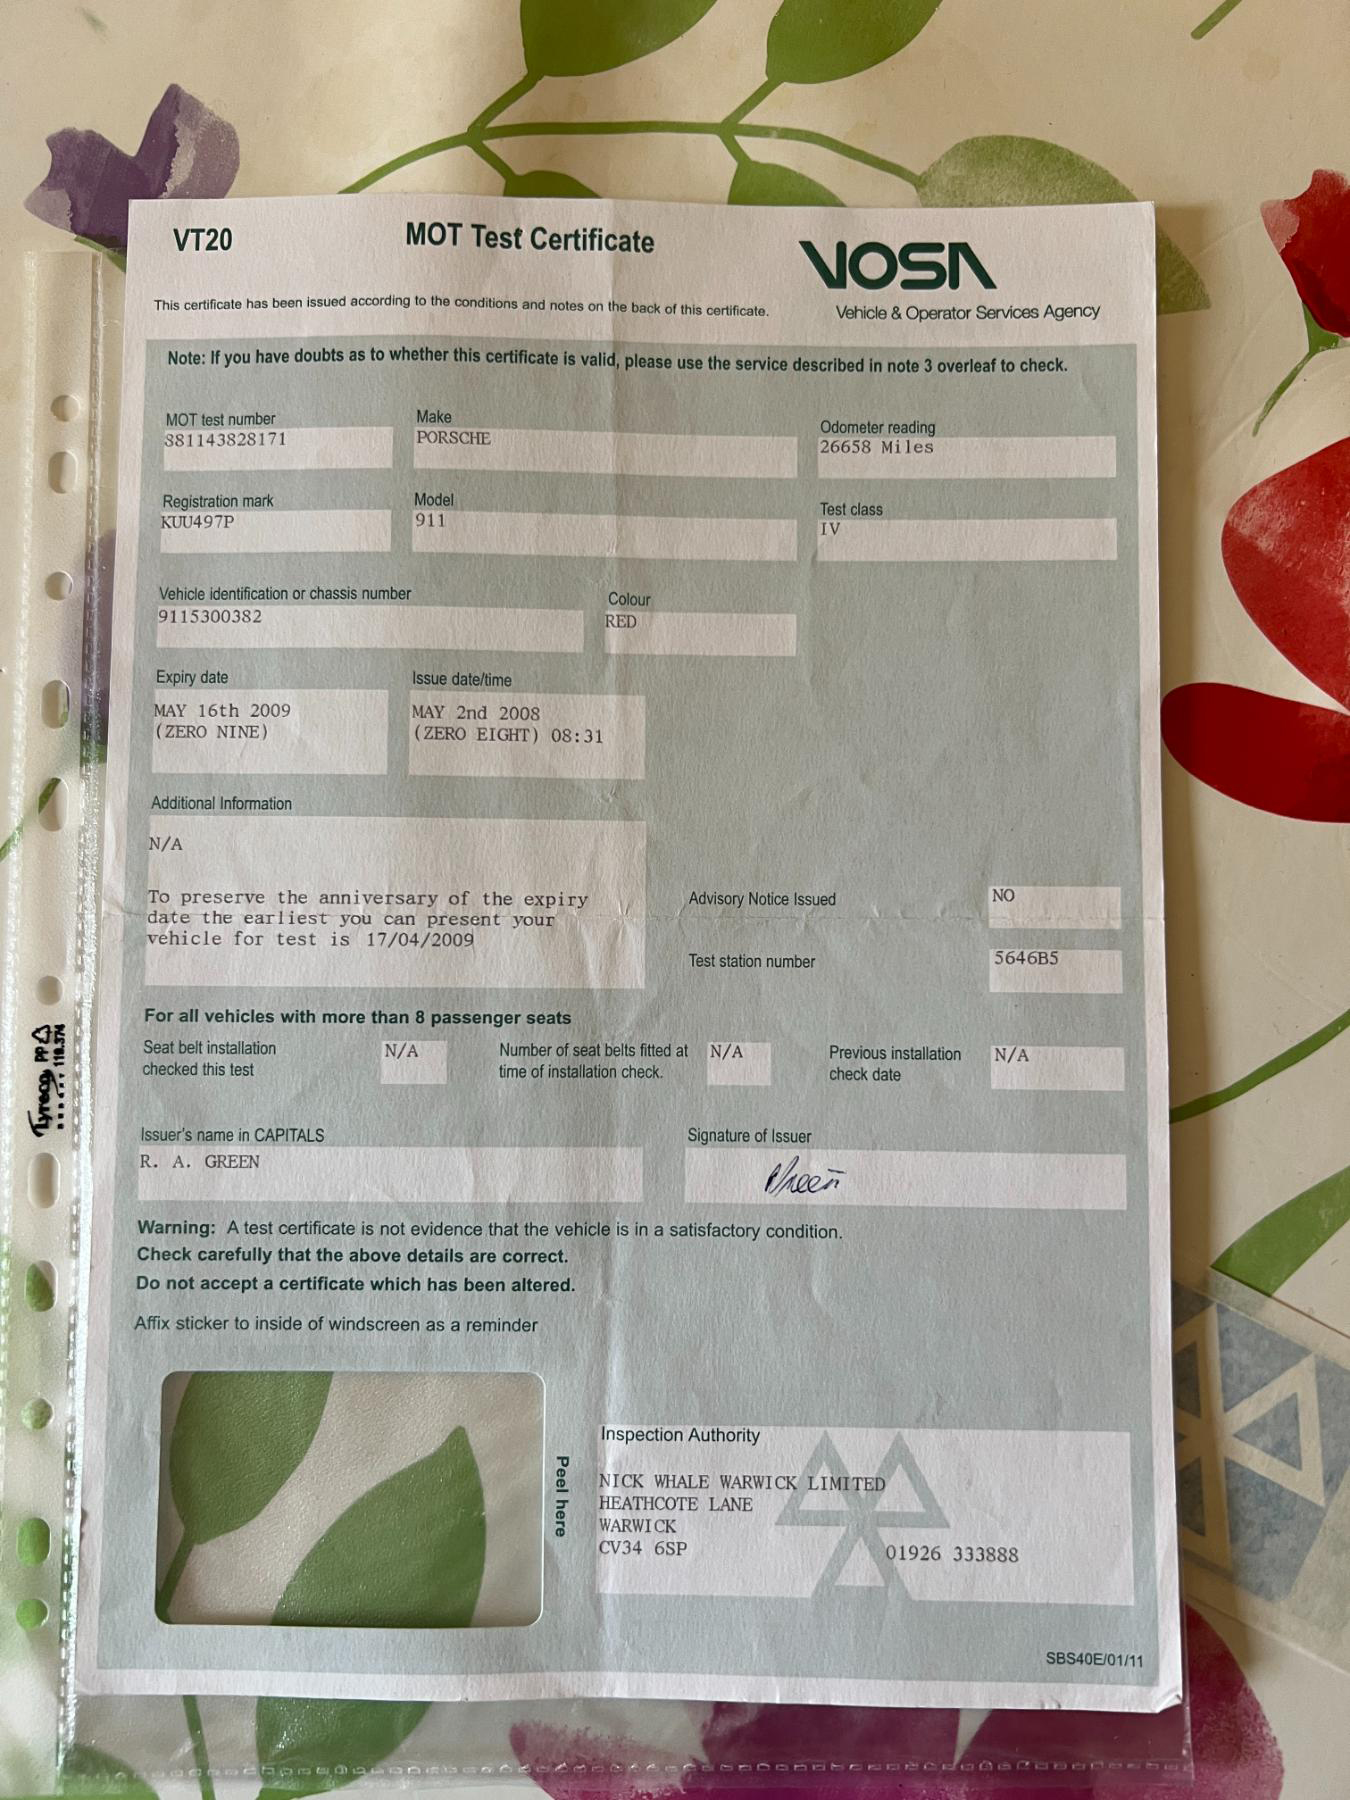 VT20
MOT Test Certificate
VOSA
Vehicle & Operator Services Agency
This certificate has been issued according to the conditions and notes on the back of this certificate.
Note: If you have doubts as to whether this certificate is valid, please use the service described in note 3 overleaf to check.
MOT test number
881143828171
Make
PORSCHE
Odometer reading
26658 Miles
Registration mark
KUU497P
Model
911
Test class
IV
Vehicle identification or chassis number
9115300382
Colour
RED
Expiry date
MAY 16th 2009
(ZERO NINE)
Issue date/time
MAY 2nd 2008
(ZERO EIGHT) 08:31
Additional Information
N/A
To preserve the anniversary of the expiry
date the earliest you can present your
vehicle for test is 17/04/2009
Advisory Notice Issued
NO
Test station number
5646B5
For all vehicles with more than 8 passenger seats
Seat belt installation
checked this test
N/A
Number of seat belts fitted at
time of installation check.
N/A
Previous installation
check date
N/A
Issuer's name in CAPITALS
R. A. GREEN
Signature of Issuer
Green
Warning: A test certificate is not evidence that the vehicle is in a satisfactory condition.
Check carefully that the above details are correct.
Do not accept a certificate which has been altered.
Affix sticker to inside of windscreen as a reminder
Peel here
Inspection Authority
NICK WHALE WARWICK LIMITED
HEATHCOTE LANE
WARWICK
CV34 6SP
01926 333888
SBS40E/01/11
PP